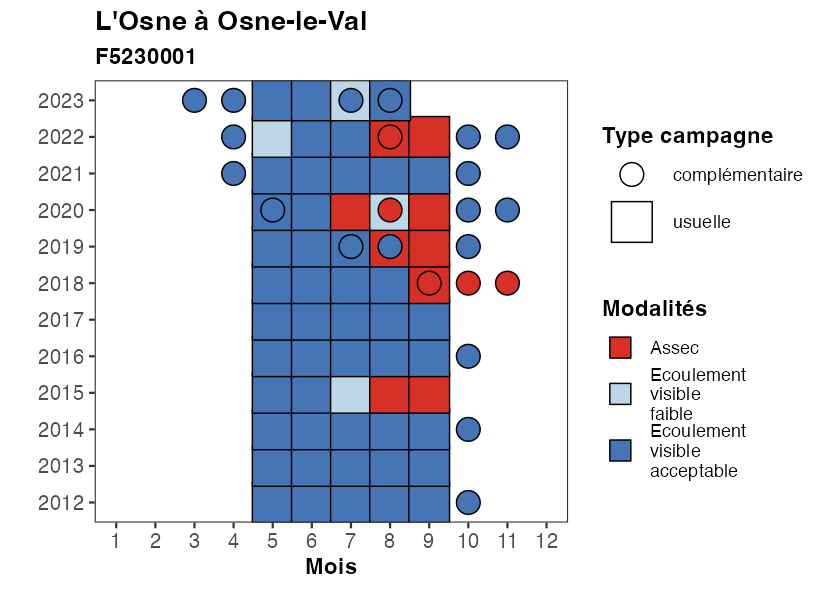 L'Osne à Osne-le-Val
F5230001
2023
2022
2021
2020
2019
2018
2017
2016
2015
2014
2013
2012
1 2 3 4 5 6 7 8 9 10 11 12
Mois
Type campagne
complémentaire
usuelle
Modalités
Assec
Ecoulement
visible
faible
Ecoulement
visible
acceptable